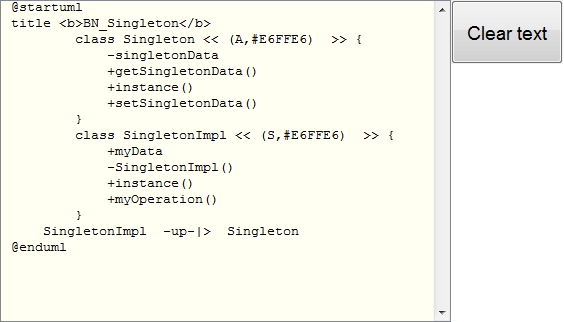 @startuml
title <b>BN_Singleton</b>
        class Singleton << (A,#E6FFE6)  >> {
            -singletonData
            +getSingletonData()
            +instance()
            +setSingletonData()
        }
        class SingletonImpl << (S,#E6FFE6)  >> {
            +myData
            -SingletonImpl()
            +instance()
            +myOperation()
        }
    SingletonImpl  -up-|>  Singleton
@enduml
Clear text